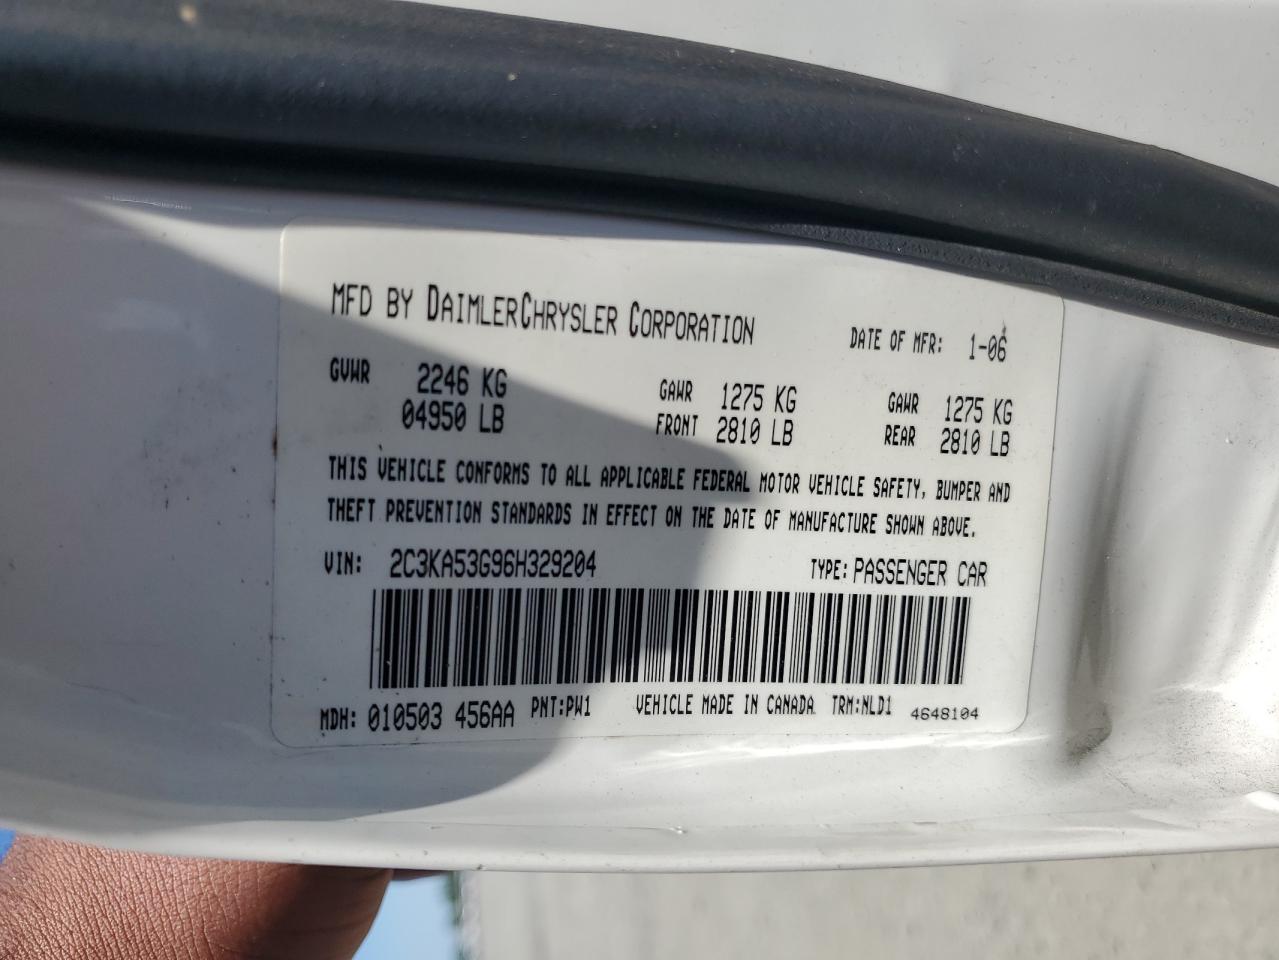 MFD BY DAIMLERCHRYSLER CORPORATION DATE OF MFR: 1-06
GVWR 2246 KG GAWR 1275 KG GAWR 1275 KG
04950 LB FRONT 2810 LB REAR 2810 LB
THIS VEHICLE CONFORMS TO ALL APPLICABLE FEDERAL MOTOR VEHICLE SAFETY, BUMPER AND
THEFT PREVENTION STANDARDS IN EFFECT ON THE DATE OF MANUFACTURE SHOWN ABOVE.
VIN: 2C3KA53G96H329204 TYPE: PASSENGER CAR
MDH: 010503 456AA PNT:PW1 VEHICLE MADE IN CANADA TRM:NLD1 4648104